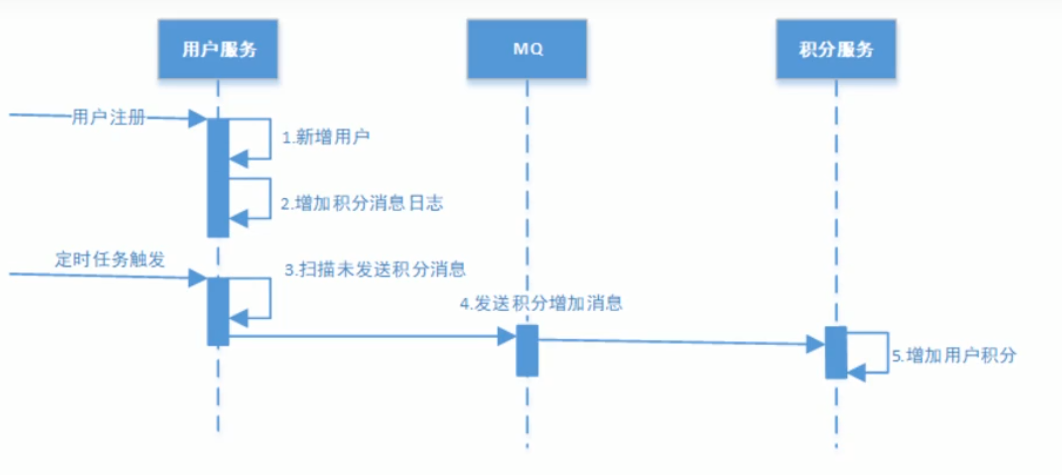 用户服务
MQ
积分服务
用户注册
1.新增用户
2.增加积分消息日志
定时任务触发
3.扫描未发送积分消息
4.发送积分增加消息
5.增加用户积分